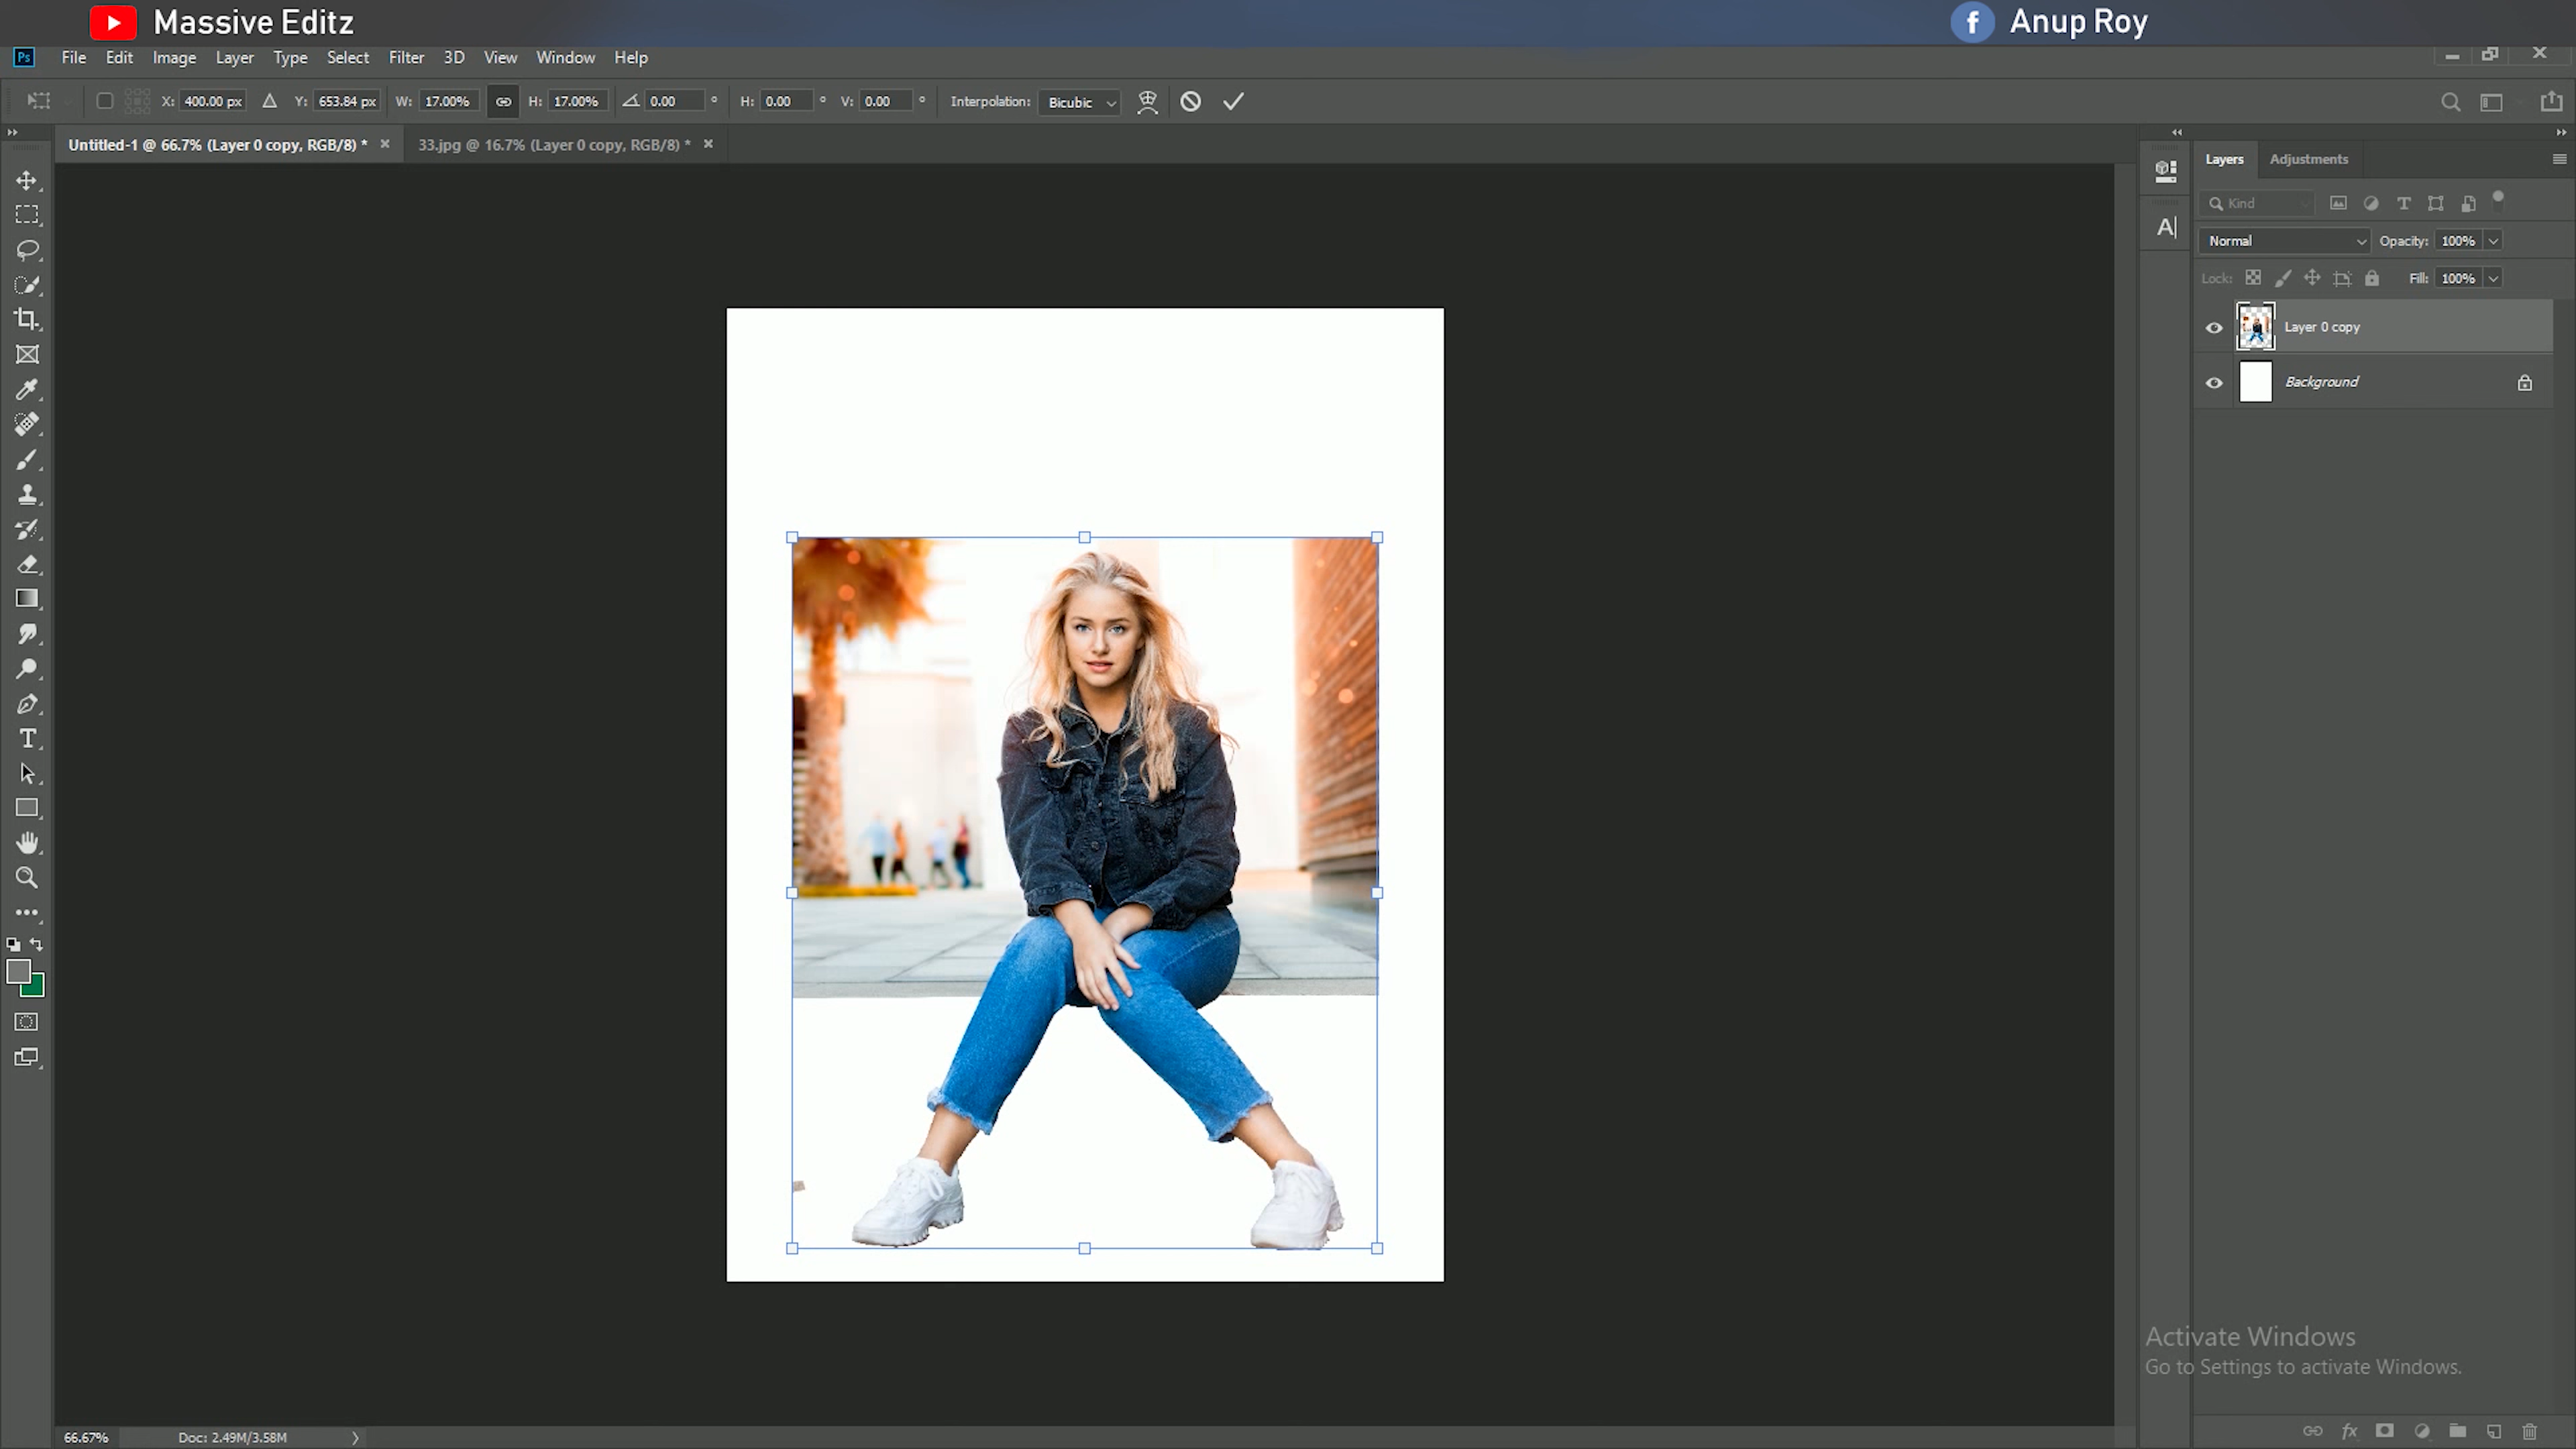 Massive Editz
Anup Roy
Ps File Edit Image Layer Type Select Filter 3D View Window Help
X: 400.00 px Y: 653.84 px W: 17.00% H: 17.00% 0.00 ° H: 0.00 ° V: 0.00 ° Interpolation: Bicubic
Untitled-1 @ 66.7% (Layer 0 copy, RGB/8) * × 33.jpg @ 16.7% (Layer 0 copy, RGB/8) * ×
Layers Adjustments
Kind
Normal Opacity: 100%
Lock: Fill: 100%
Layer 0 copy
Background
Activate Windows
Go to Settings to activate Windows.
66.67% Doc: 2.49M/3.58M